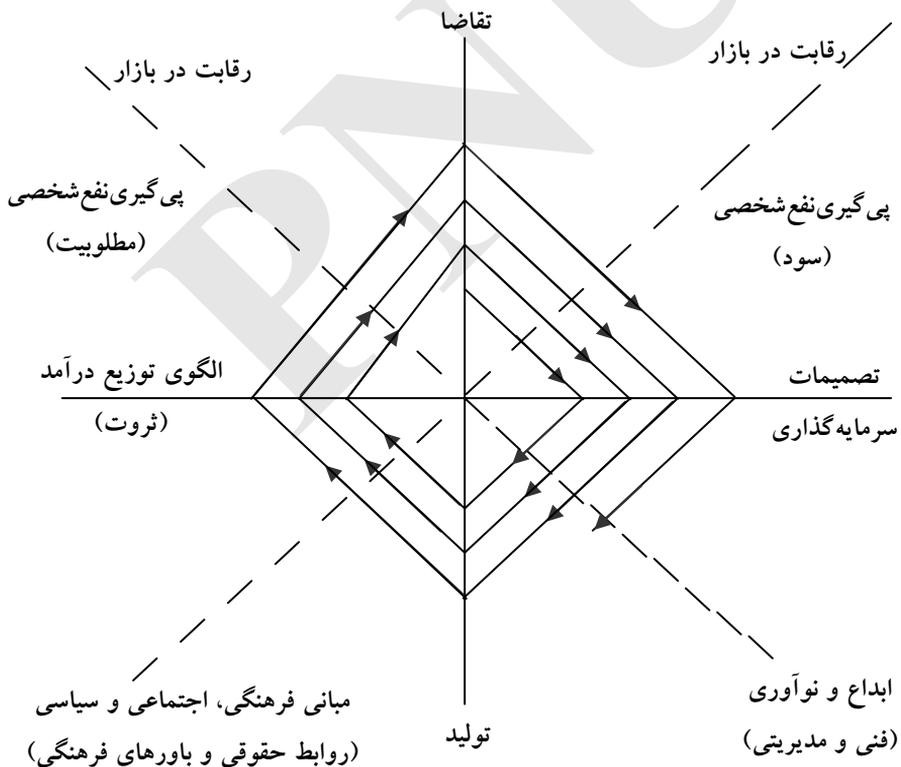 تقاضا
رقابت در بازار
رقابت در بازار
پی‌گیری‌نفع‌شخصی
(سود)
پی‌گیری‌نفع‌شخصی
(مطلوبیت)
تصمیمات
سرمایه‌گذاری
الگوی توزیع درآمد
(ثروت)
ابداع و نوآوری
(فنی و مدیریتی)
تولید
مبانی فرهنگی، اجتماعی و سیاسی
(روابط حقوقی و باورهای فرهنگی)
PNU